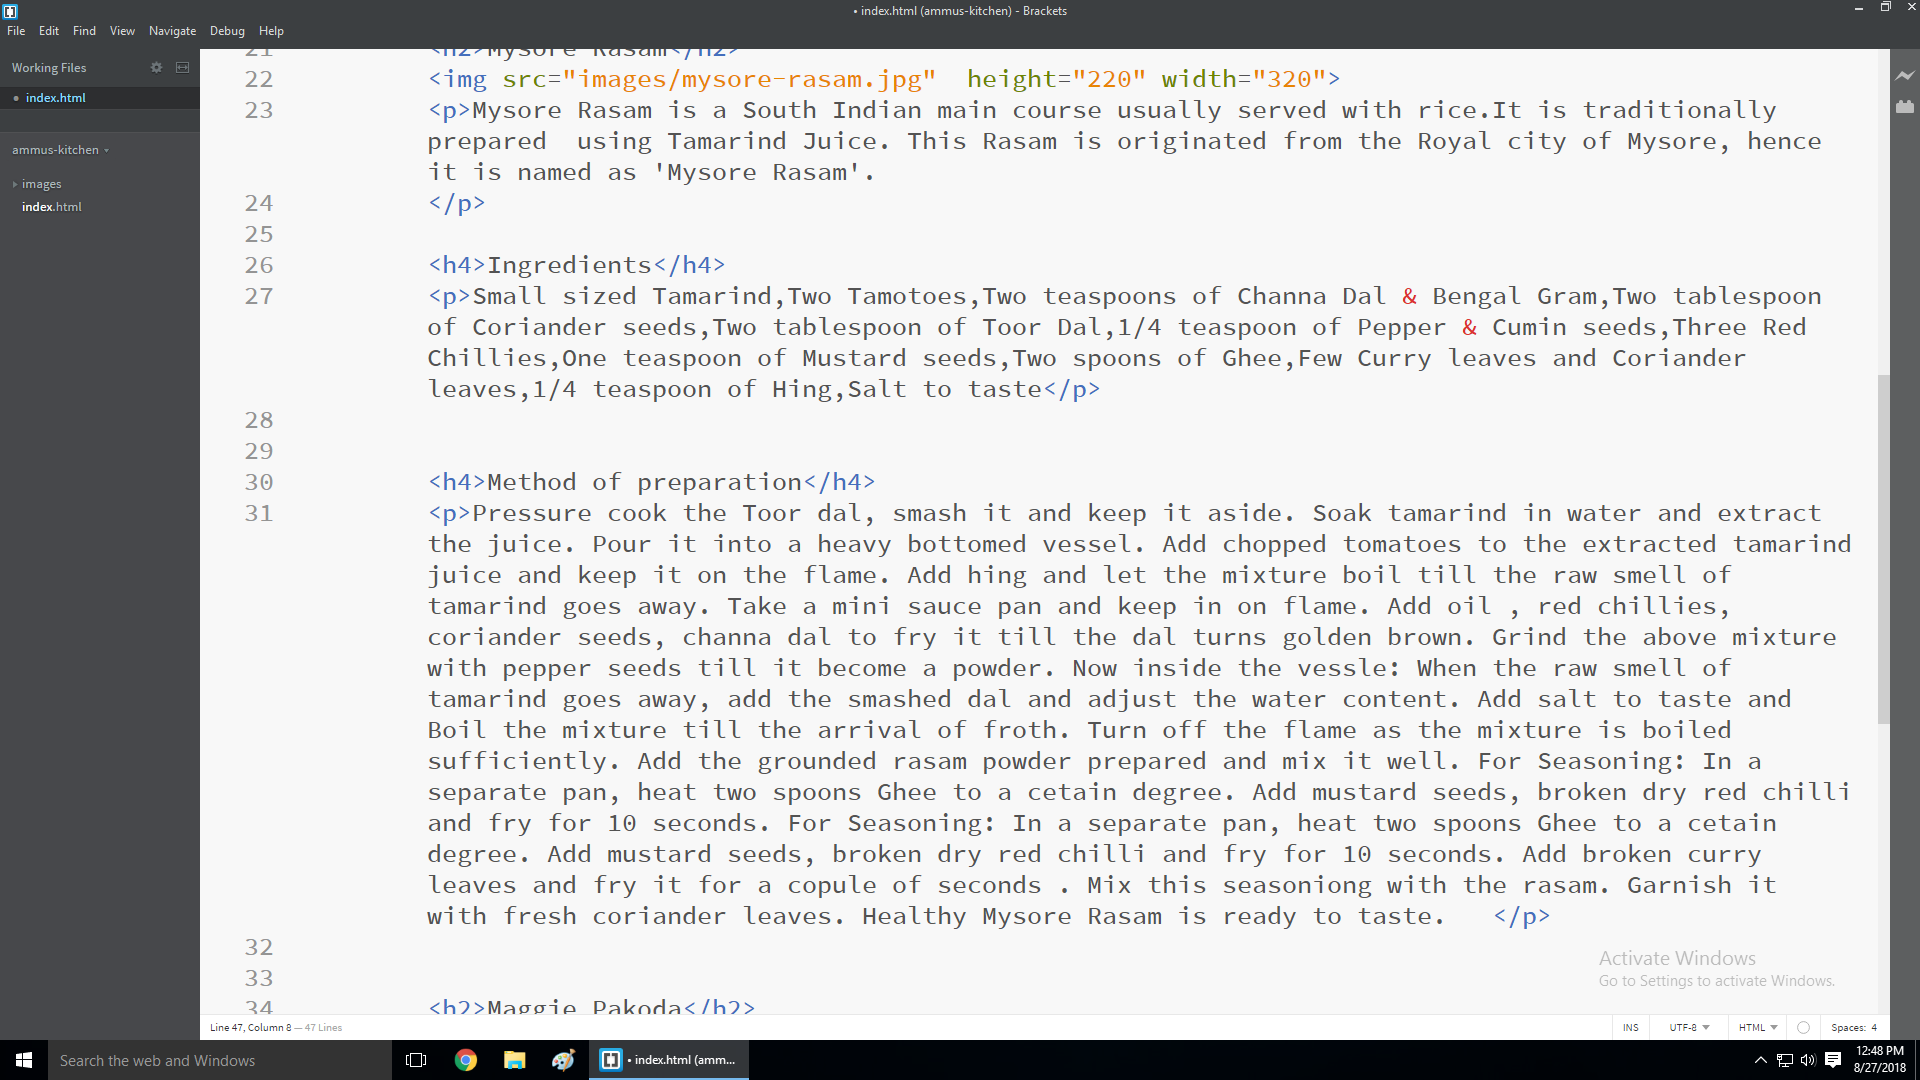 • index.html (ammus-kitchen) - Brackets
File Edit Find View Navigate Debug Help
Working Files
• index.html
ammus-kitchen
images
index.html
21 <h2>Mysore Rasam</h2>
22 <img src="images/mysore-rasam.jpg"  height="220" width="320">
23 <p>Mysore Rasam is a South Indian main course usually served with rice.It is traditionally
prepared  using Tamarind Juice. This Rasam is originated from the Royal city of Mysore, hence
it is named as 'Mysore Rasam'.
24 </p>
25
26 <h4>Ingredients</h4>
27 <p>Small sized Tamarind,Two Tamotoes,Two teaspoons of Channa Dal & Bengal Gram,Two tablespoon
of Coriander seeds,Two tablespoon of Toor Dal,1/4 teaspoon of Pepper & Cumin seeds,Three Red
Chillies,One teaspoon of Mustard seeds,Two spoons of Ghee,Few Curry leaves and Coriander
leaves,1/4 teaspoon of Hing,Salt to taste</p>
28
29
30 <h4>Method of preparation</h4>
31 <p>Pressure cook the Toor dal, smash it and keep it aside. Soak tamarind in water and extract
the juice. Pour it into a heavy bottomed vessel. Add chopped tomatoes to the extracted tamarind
juice and keep it on the flame. Add hing and let the mixture boil till the raw smell of
tamarind goes away. Take a mini sauce pan and keep in on flame. Add oil , red chillies,
coriander seeds, channa dal to fry it till the dal turns golden brown. Grind the above mixture
with pepper seeds till it become a powder. Now inside the vessle: When the raw smell of
tamarind goes away, add the smashed dal and adjust the water content. Add salt to taste and
Boil the mixture till the arrival of froth. Turn off the flame as the mixture is boiled
sufficiently. Add the grounded rasam powder prepared and mix it well. For Seasoning: In a
separate pan, heat two spoons Ghee to a cetain degree. Add mustard seeds, broken dry red chilli
and fry for 10 seconds. For Seasoning: In a separate pan, heat two spoons Ghee to a cetain
degree. Add mustard seeds, broken dry red chilli and fry for 10 seconds. Add broken curry
leaves and fry it for a copule of seconds . Mix this seasoniong with the rasam. Garnish it
with fresh coriander leaves. Healthy Mysore Rasam is ready to taste.   </p>
32
33
34 <h2>Maggie Pakoda</h2>
Activate Windows
Go to Settings to activate Windows.
Line 47, Column 8 — 47 Lines
INS UTF-8 HTML Spaces: 4
Search the web and Windows
• index.html (amm...
12:48 PM
8/27/2018